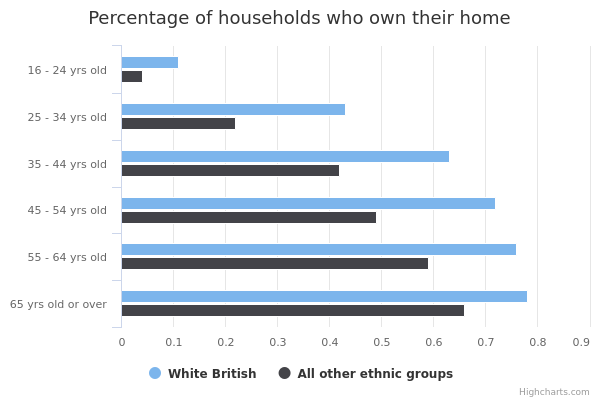 Percentage of households who own their home
16 - 24 yrs old
25 - 34 yrs old
35 - 44 yrs old
45 - 54 yrs old
55 - 64 yrs old
65 yrs old or over
0 0.1 0.2 0.3 0.4 0.5 0.6 0.7 0.8 0.9
White British All other ethnic groups
Highcharts.com